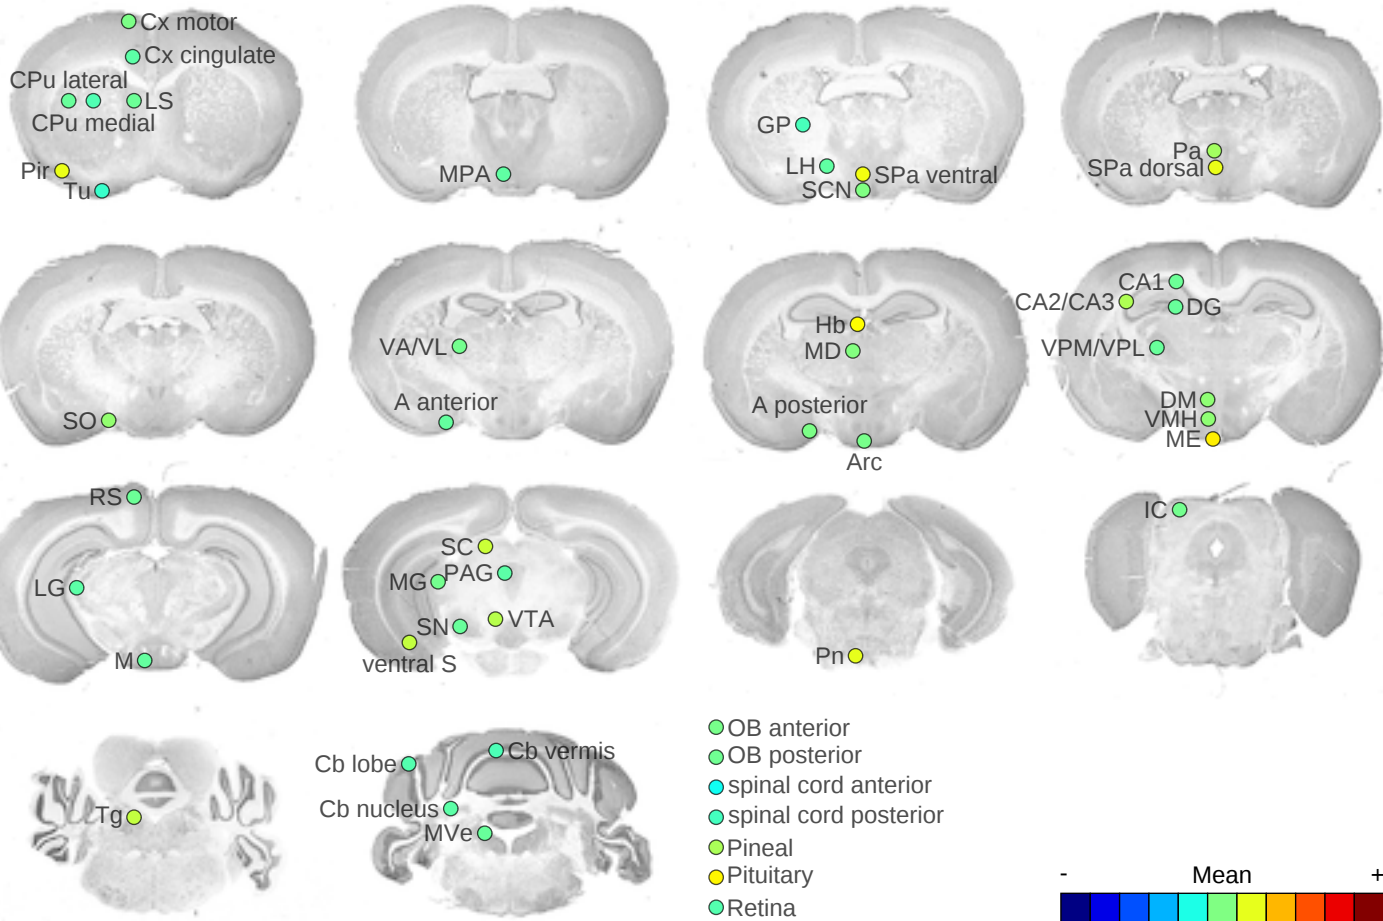 Cx motor
Cx cingulate
CPu lateral
LS
CPu medial
Pir
Tu
MPA
GP
LH
SPa ventral
SCN
Pa
SPa dorsal
SO
VA/VL
A anterior
Hb
MD
A posterior
Arc
CA1
CA2/CA3
DG
VPM/VPL
DM
VMH
ME
RS
LG
M
SC
MG
PAG
SN
VTA
ventral S
Pn
IC
Tg
Cb lobe
Cb vermis
Cb nucleus
MVe
OB anterior
OB posterior
spinal cord anterior
spinal cord posterior
Pineal
Pituitary
Retina
- Mean +